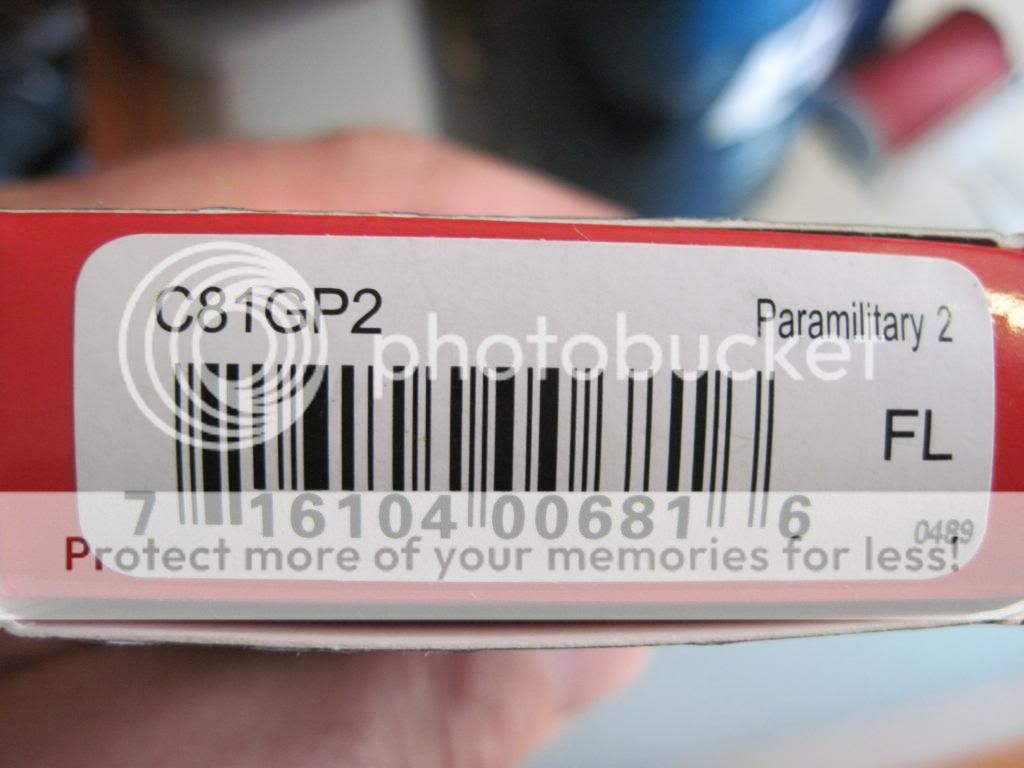 C81GP2
Paramilitary 2
photobucket
FL
7 16104 00681 6
0489
Protect more of your memories for less!